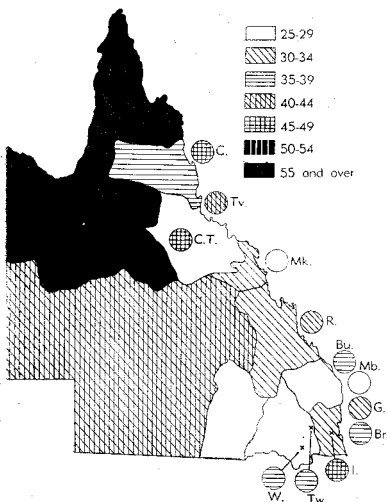 25-29
30-34
35-39
40-44
45-49
50-54
55 and over
C.
Tv.
C.T.
Mk.
R.
Bu.
Mb.
G.
Br
I.
W.
Tw